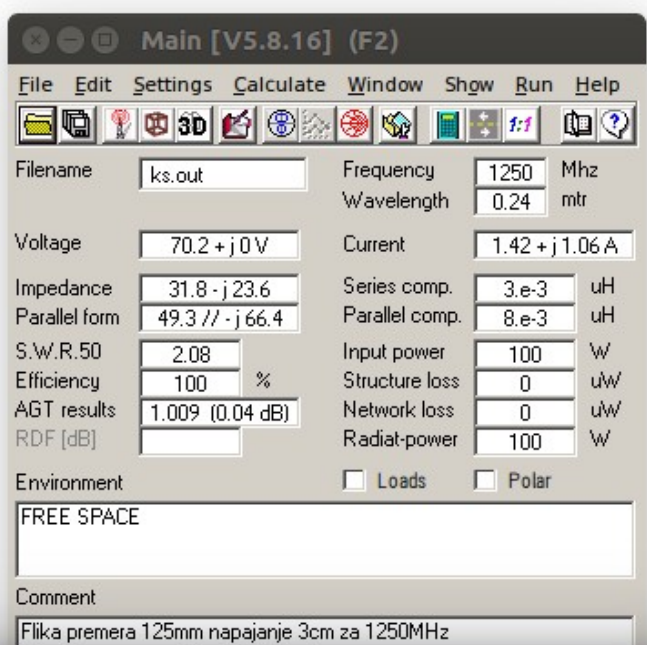 Main [V5.8.16] (F2)
File Edit Settings Calculate Window Show Run Help
3D 1:1
Filename ks.out Frequency 1250 Mhz
Wavelength 0.24 mtr
Voltage 70.2 + j 0 V Current 1.42 + j 1.06 A
Impedance 31.8 - j 23.6 Series comp. 3.e-3 uH
Parallel form 49.3 // - j 66.4 Parallel comp. 8.e-3 uH
S.W.R.50 2.08 Input power 100 W
Efficiency 100 % Structure loss 0 uW
AGT results 1.009 (0.04 dB) Network loss 0 uW
RDF [dB] Radiat-power 100 W
Environment Loads Polar
FREE SPACE
Comment
Flika premera 125mm napajanje 3cm za 1250MHz